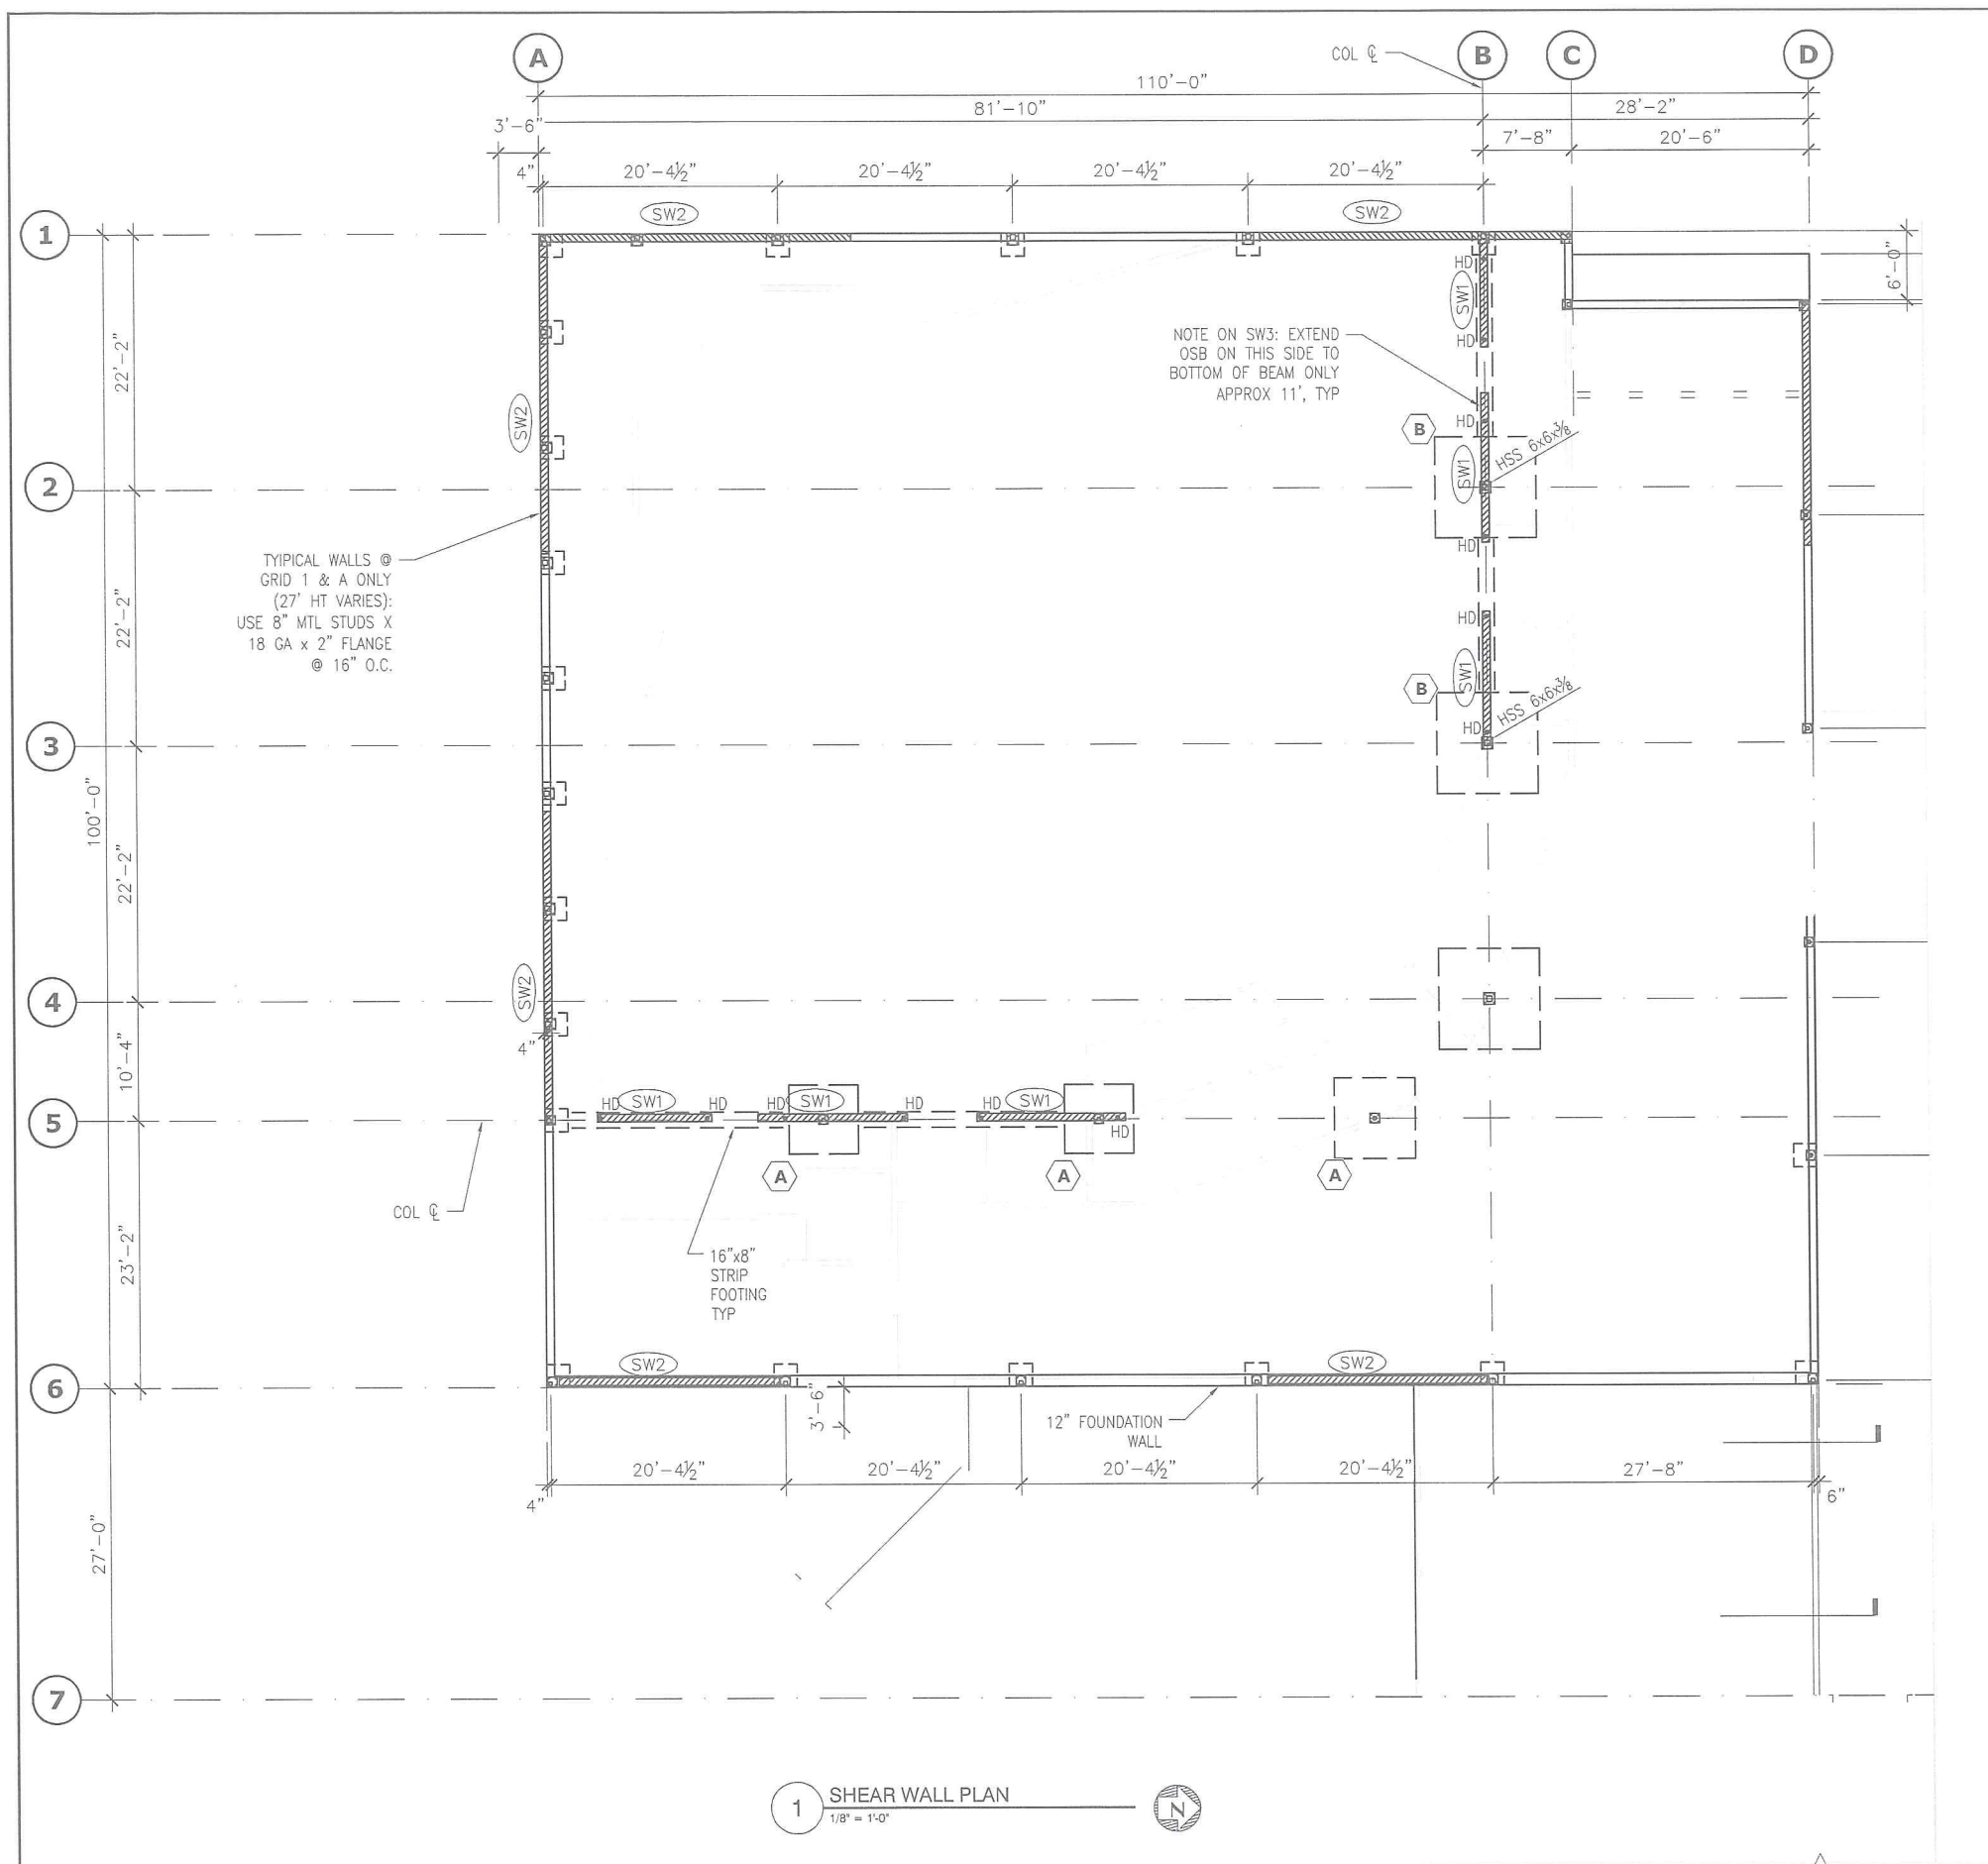 A
COL ℄
B
C
D
110'-0"
81'-10"
28'-2"
3'-6"
7'-8"
20'-6"
4"
20'-4½"
20'-4½"
20'-4½"
20'-4½"
SW2
SW2
1
6'-0"
HD
SW1
HD
NOTE ON SW3: EXTEND
OSB ON THIS SIDE TO
BOTTOM OF BEAM ONLY
APPROX 11', TYP
22'-2"
SW2
B
HD
SW1
HSS 6x6x⅜
2
HD
TYIPICAL WALLS @
GRID 1 & A ONLY
(27' HT VARIES):
USE 8" MTL STUDS X
18 GA x 2" FLANGE
@ 16" O.C.
22'-2"
HD
SW1
B
HSS 6x6x⅜
HD
3
100'-0"
22'-2"
SW2
4
4"
10'-4"
HD
SW1
HD
HD
SW1
HD
HD
SW1
HD
5
A
A
A
COL ℄
23'-2"
16"x8"
STRIP
FOOTING
TYP
SW2
SW2
6
3'-6"
12" FOUNDATION
WALL
20'-4½"
20'-4½"
20'-4½"
20'-4½"
27'-8"
4"
6"
27'-0"
7
1
SHEAR WALL PLAN
1/8" = 1'-0"
N